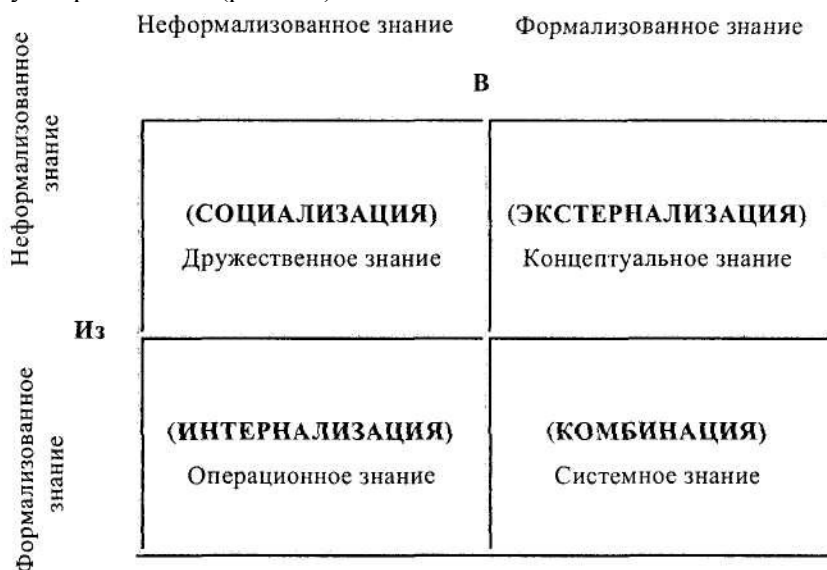 Неформализованное знание Формализованное знание
В
Неформализованное
знание
(СОЦИАЛИЗАЦИЯ) (ЭКСТЕРНАЛИЗАЦИЯ)
Дружественное знание Концептуальное знание
Из
Формализованное
знание
(ИНТЕРНАЛИЗАЦИЯ) (КОМБИНАЦИЯ)
Операционное знание Системное знание